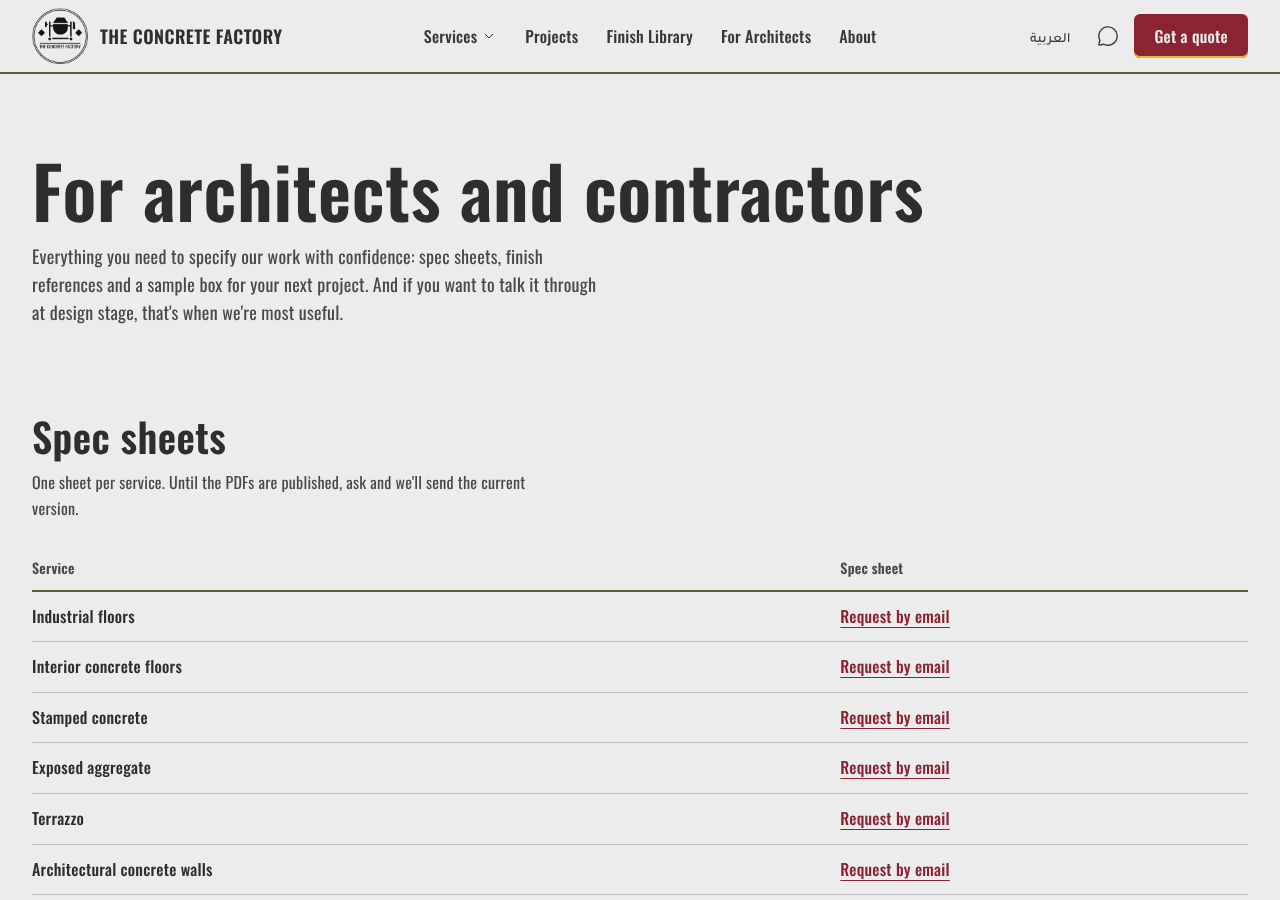 THE CONCRETE FACTORY
THE CONCRETE FACTORY
Services
Projects
Finish Library
For Architects
About
العربية
Get a quote
For architects and contractors
Everything you need to specify our work with confidence: spec sheets, finish
references and a sample box for your next project. And if you want to talk it through
at design stage, that's when we're most useful.
Spec sheets
One sheet per service. Until the PDFs are published, ask and we'll send the current
version.
Service
Spec sheet
Industrial floors
Request by email
Interior concrete floors
Request by email
Stamped concrete
Request by email
Exposed aggregate
Request by email
Terrazzo
Request by email
Architectural concrete walls
Request by email